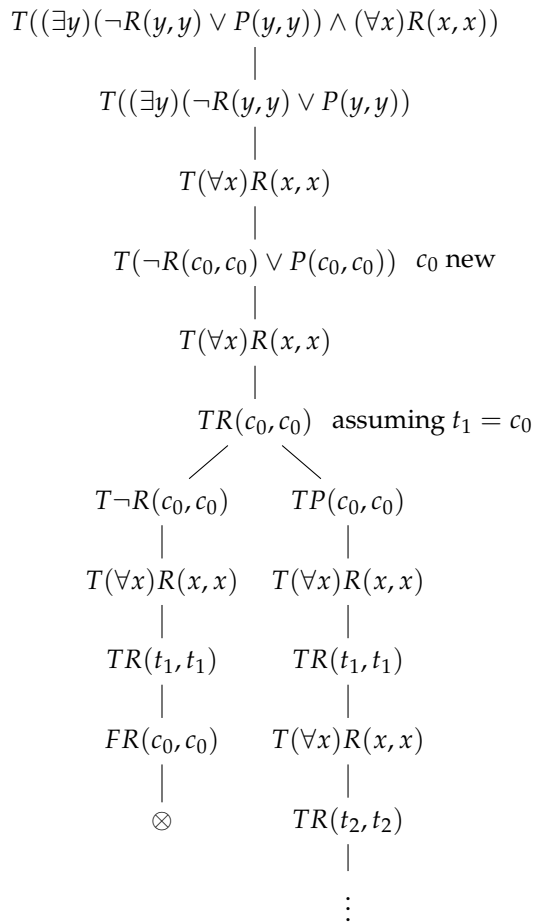 T((∃y)(¬R(y, y) ∨ P(y, y)) ∧ (∀x)R(x, x))
T((∃y)(¬R(y, y) ∨ P(y, y))
T(∀x)R(x, x)
T(¬R(c₀, c₀) ∨ P(c₀, c₀)) c₀ new
T(∀x)R(x, x)
TR(c₀, c₀) assuming t₁ = c₀
T¬R(c₀, c₀) TP(c₀, c₀)
T(∀x)R(x, x) T(∀x)R(x, x)
TR(t₁, t₁) TR(t₁, t₁)
FR(c₀, c₀) T(∀x)R(x, x)
⊗ TR(t₂, t₂)
⋮